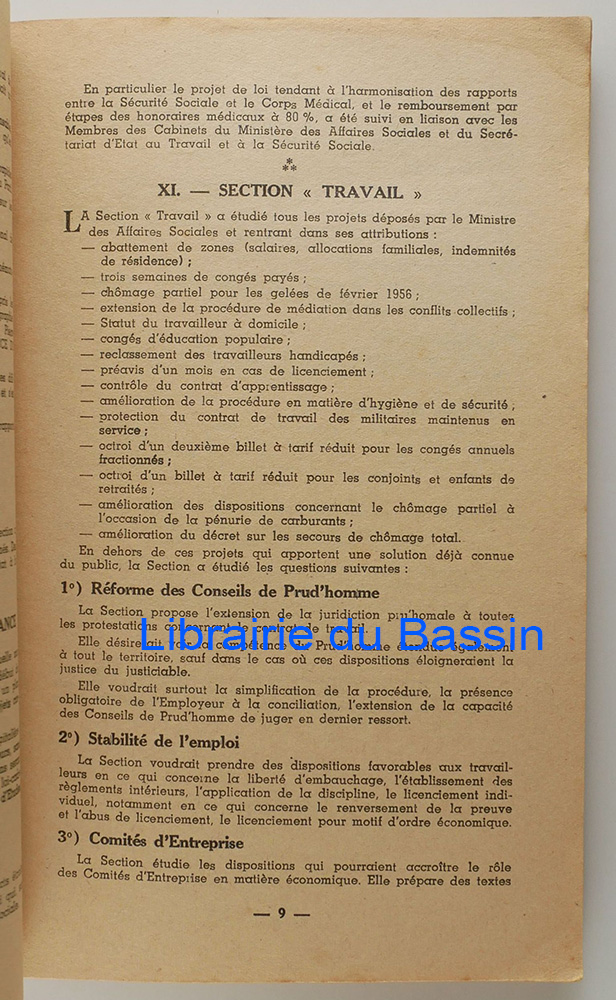 En particulier le projet de loi tendant à l'harmonisation des rapports
entre la Sécurité Sociale et le Corps Médical, et le remboursement par
étapes des honoraires médicaux à 80 %, a été suivi en liaison avec les
Membres des Cabinets du Ministère des Affaires Sociales et du Secré-
tariat d'Etat au Travail et à la Sécurité Sociale.
*
**
XI. — SECTION « TRAVAIL »
LA Section « Travail » a étudié tous les projets déposés par le Ministre
des Affaires Sociales et rentrant dans ses attributions :
— abattement de zones (salaires, allocations familiales, indemnités
de résidence) ;
— trois semaines de congés payés ;
— chômage partiel pour les gelées de février 1956 ;
— extension de la procédure de médiation dans les conflits collectifs ;
— Statut du travailleur à domicile ;
— congés d'éducation populaire ;
— reclassement des travailleurs handicapés ;
— préavis d'un mois en cas de licenciement ;
— contrôle du contrat d'apprentissage ;
— amélioration de la procédure en matière d'hygiène et de sécurité ;
— protection du contrat de travail des militaires maintenus en
service ;
— octroi d'un deuxième billet à tarif réduit pour les congés annuels
fractionnés ;
— octroi d'un billet à tarif réduit pour les conjoints et enfants de
retraités ;
— amélioration des dispositions concernant le chômage partiel à
l'occasion de la pénurie de carburants ;
— amélioration du décret sur les secours de chômage total.
En dehors de ces projets qui apportent une solution déjà connue
du public, la Section a étudié les questions suivantes :
1°) Réforme des Conseils de Prud'homme
La Section propose l'extension de la juridiction pru'homale à toutes
les protestations concernant le contrat de travail.
Librairie du Bassin
Elle désirerait voir la compétence de Prud'homme étendue également
à tout le territoire, sauf dans le cas où ces dispositions éloigneraient la
justice du justiciable.
Elle voudrait surtout la simplification de la procédure, la présence
obligatoire de l'Employeur à la conciliation, l'extension de la capacité
des Conseils de Prud'homme de juger en dernier ressort.
2°) Stabilité de l'emploi
La Section voudrait prendre des dispositions favorables aux travail-
leurs en ce qui concerne la liberté d'embauchage, l'établissement des
règlements intérieurs, l'application de la discipline, le licenciement indi-
viduel, notamment en ce qui concerne le renversement de la preuve
et l'abus de licenciement, le licenciement pour motif d'ordre économique.
3°) Comités d'Entreprise
La Section étudie les dispositions qui pourraient accroître le rôle
des Comités d'Entreprise en matière économique. Elle prépare des textes
— 9 —